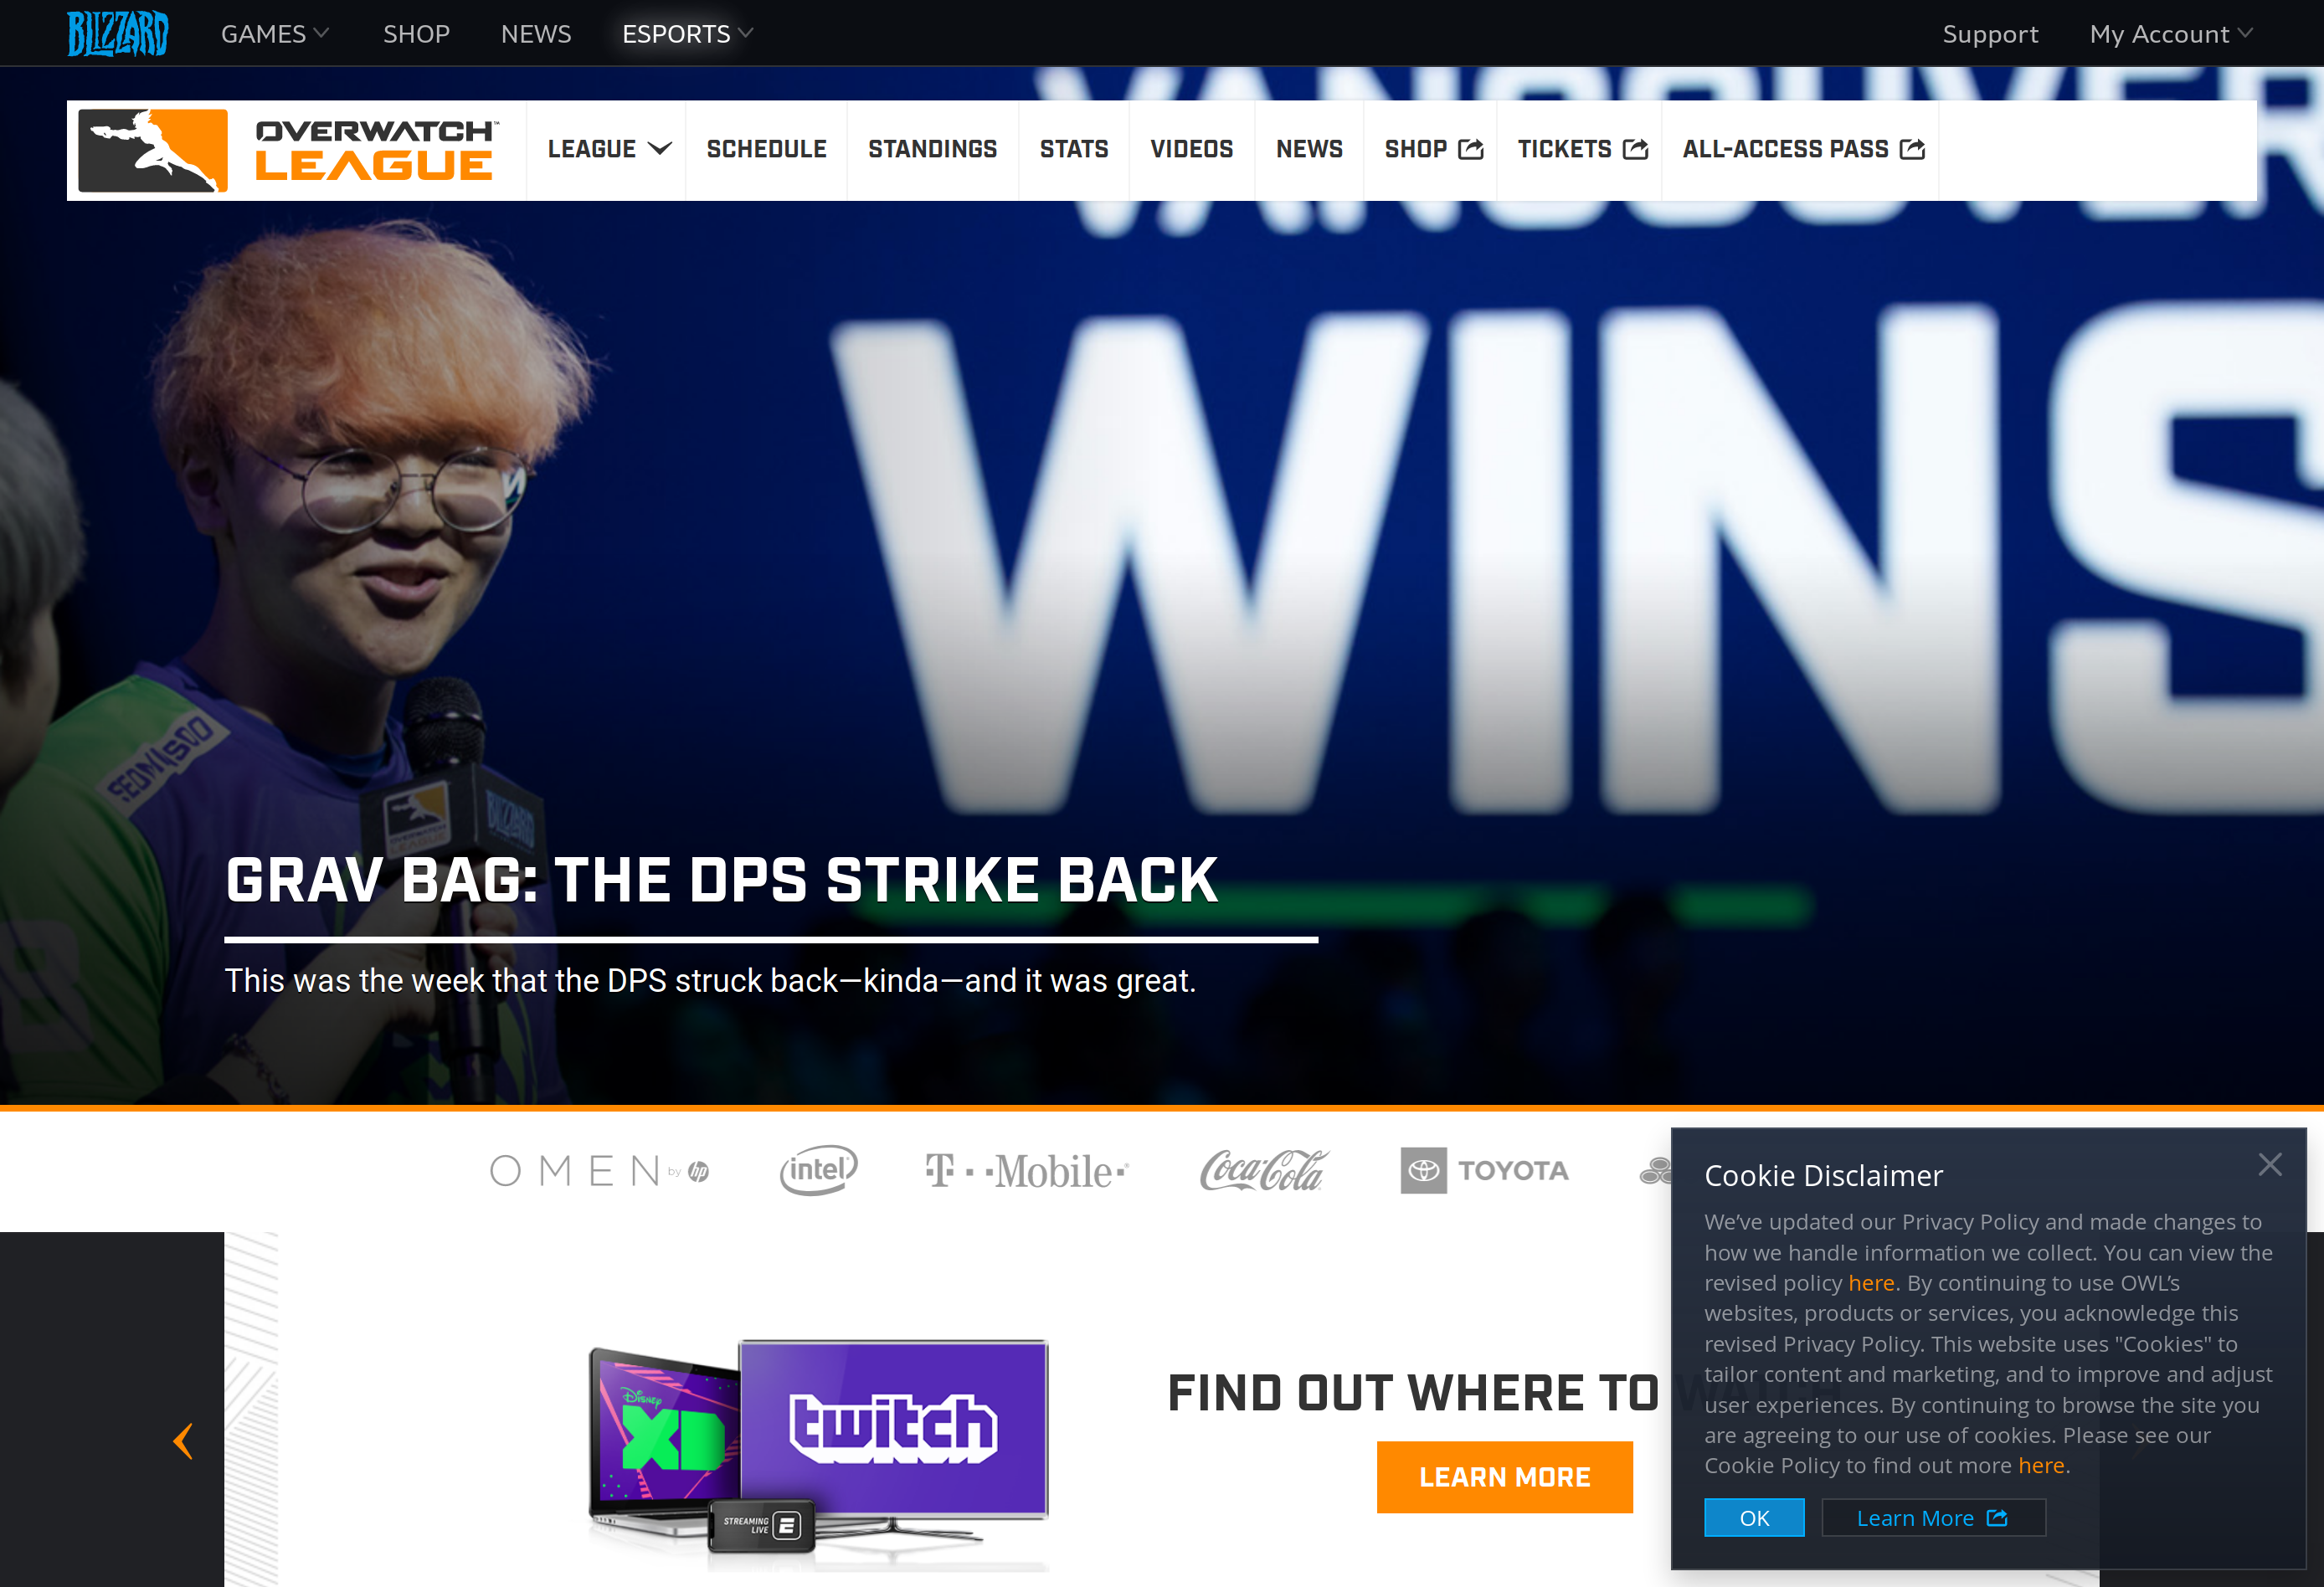 BLIZZARD GAMES SHOP NEWS ESPORTS Support My Account
VANCOUVER
OVERWATCH™
LEAGUE
LEAGUE SCHEDULE STANDINGS STATS VIDEOS NEWS SHOP TICKETS ALL-ACCESS PASS
WINS
SEOMINSOO
OVERWATCH
LEAGUE
BLIZZARD
GRAV BAG: THE DPS STRIKE BACK
This was the week that the DPS struck back—kinda—and it was great.
OMEN by hp intel T··Mobile· Coca-Cola TOYOTA
Disney
XD
twitch
STREAMING
LIVE
FIND OUT WHERE TO WATCH
LEARN MORE
Cookie Disclaimer
We’ve updated our Privacy Policy and made changes to
how we handle information we collect. You can view the
revised policy here. By continuing to use OWL’s
websites, products or services, you acknowledge this
revised Privacy Policy. This website uses "Cookies" to
tailor content and marketing, and to improve and adjust
user experiences. By continuing to browse the site you
are agreeing to our use of cookies. Please see our
Cookie Policy to find out more here.
OK Learn More